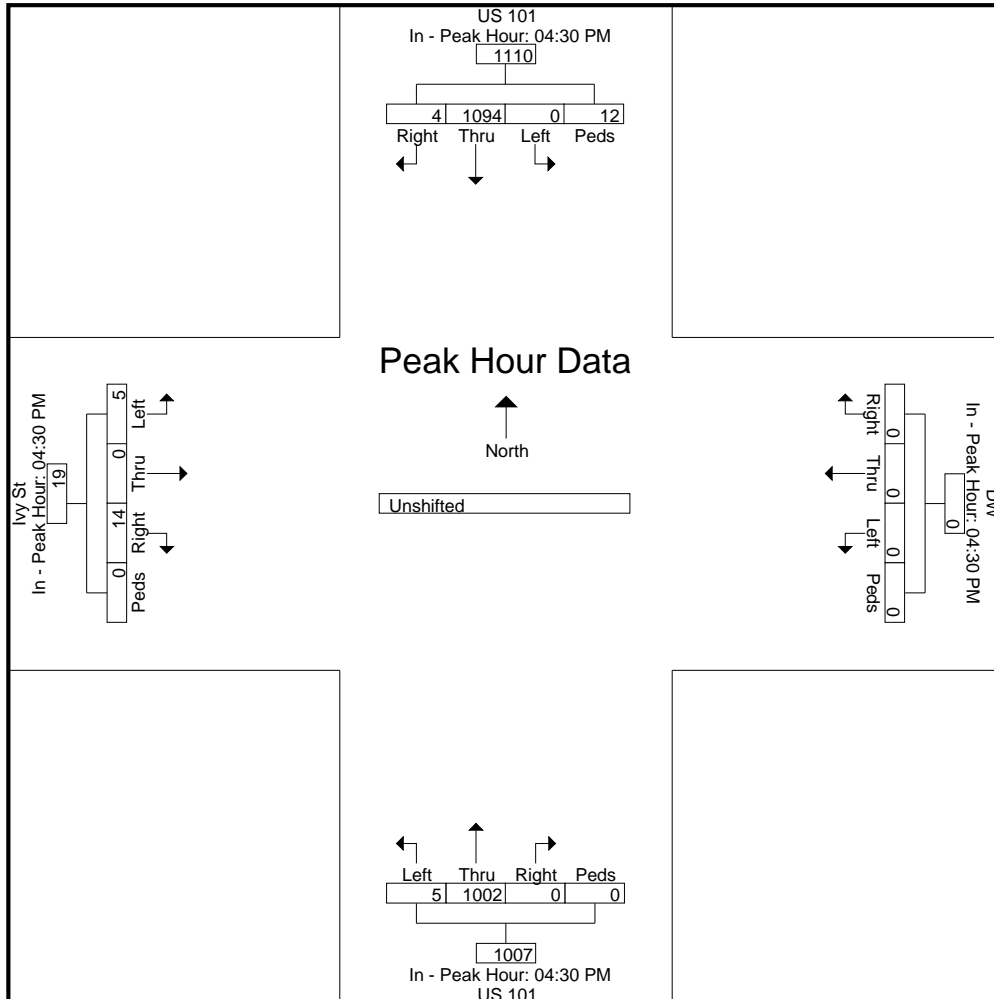 US 101
In - Peak Hour: 04:30 PM
1110
4 1094 0 12
Right Thru Left Peds
Peak Hour Data
North
Unshifted
Ivy St
In - Peak Hour: 04:30 PM
19
5 0 14 0
Left Thru Right Peds
DW
In - Peak Hour: 04:30 PM
0
0 0 0 0
Right Thru Left Peds
Left Thru Right Peds
5 1002 0 0
1007
In - Peak Hour: 04:30 PM
US 101